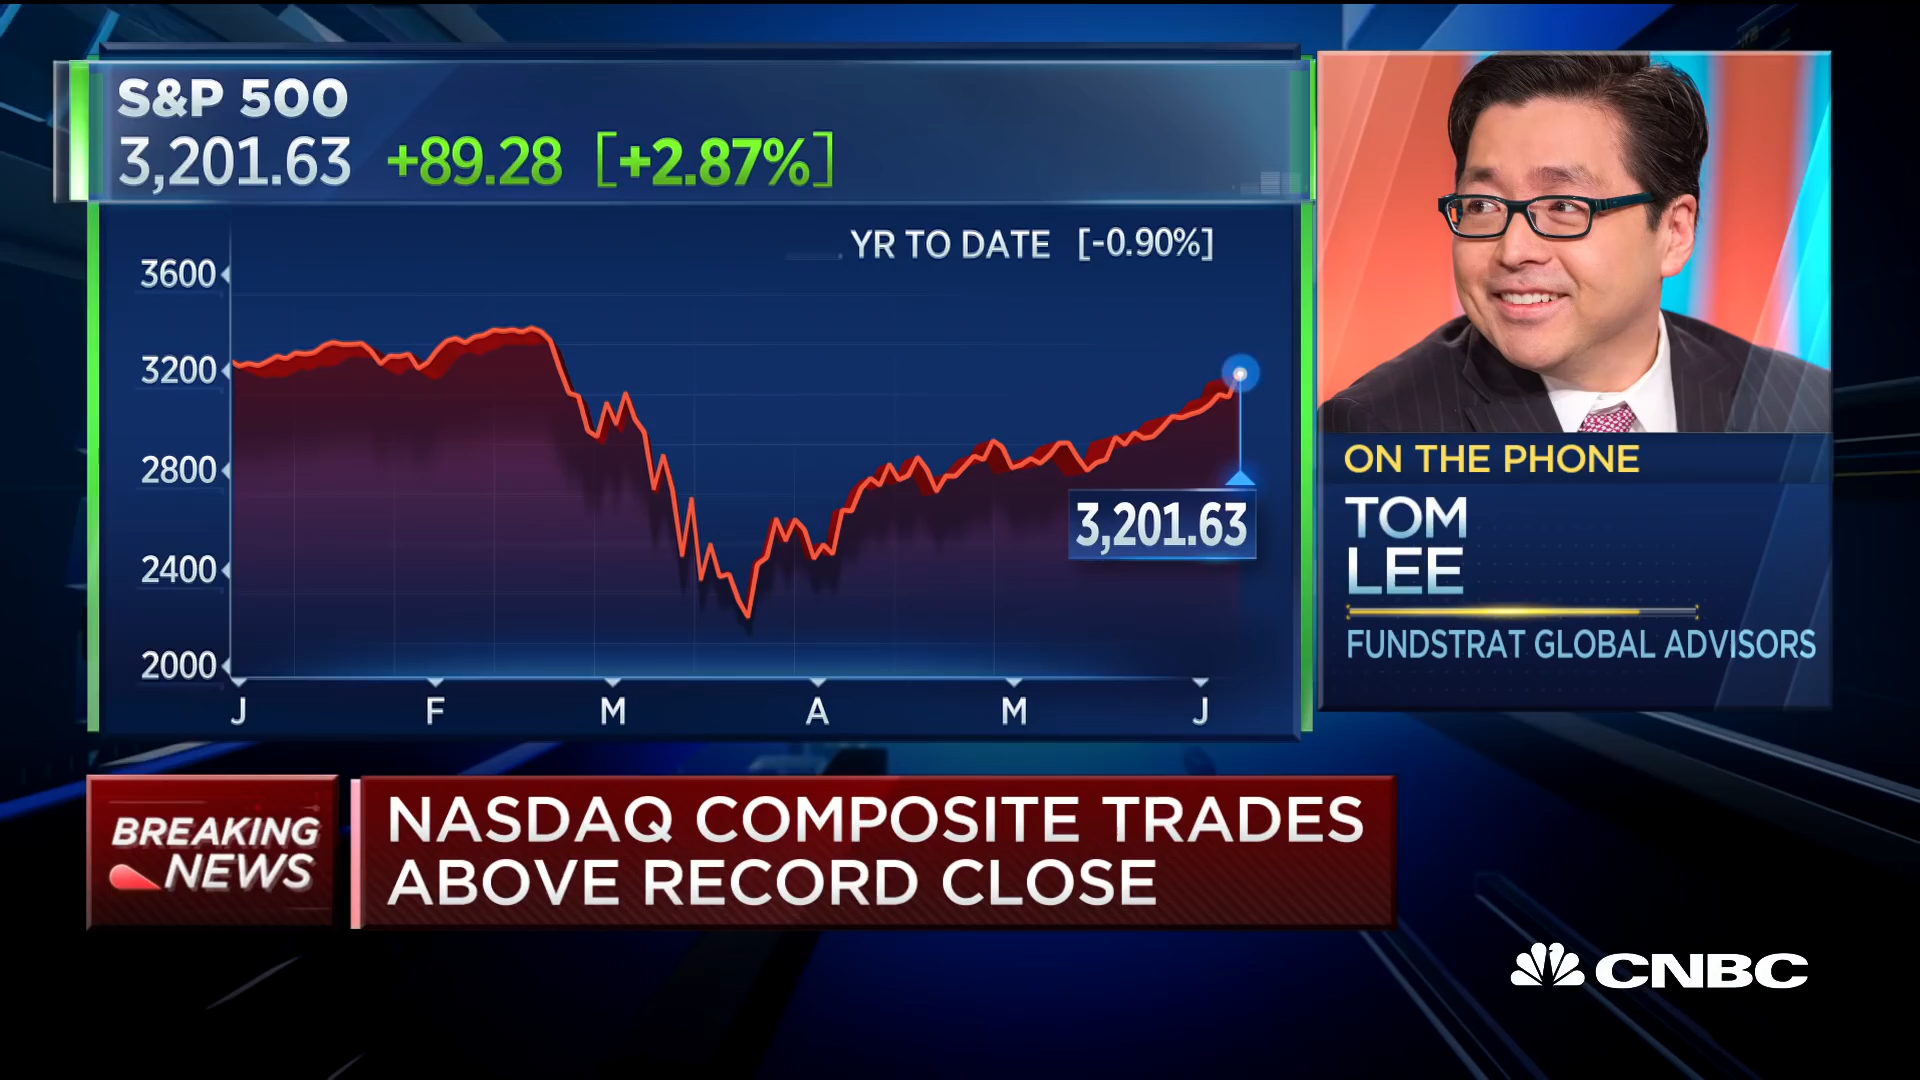 S&P 500
3,201.63 +89.28 [+2.87%]
YR TO DATE [-0.90%]
3600
3200
2800
2400
2000
3,201.63
J F M A M J
ON THE PHONE
TOM
LEE
FUNDSTRAT GLOBAL ADVISORS
BREAKING
NEWS
NASDAQ COMPOSITE TRADES
ABOVE RECORD CLOSE
CNBC